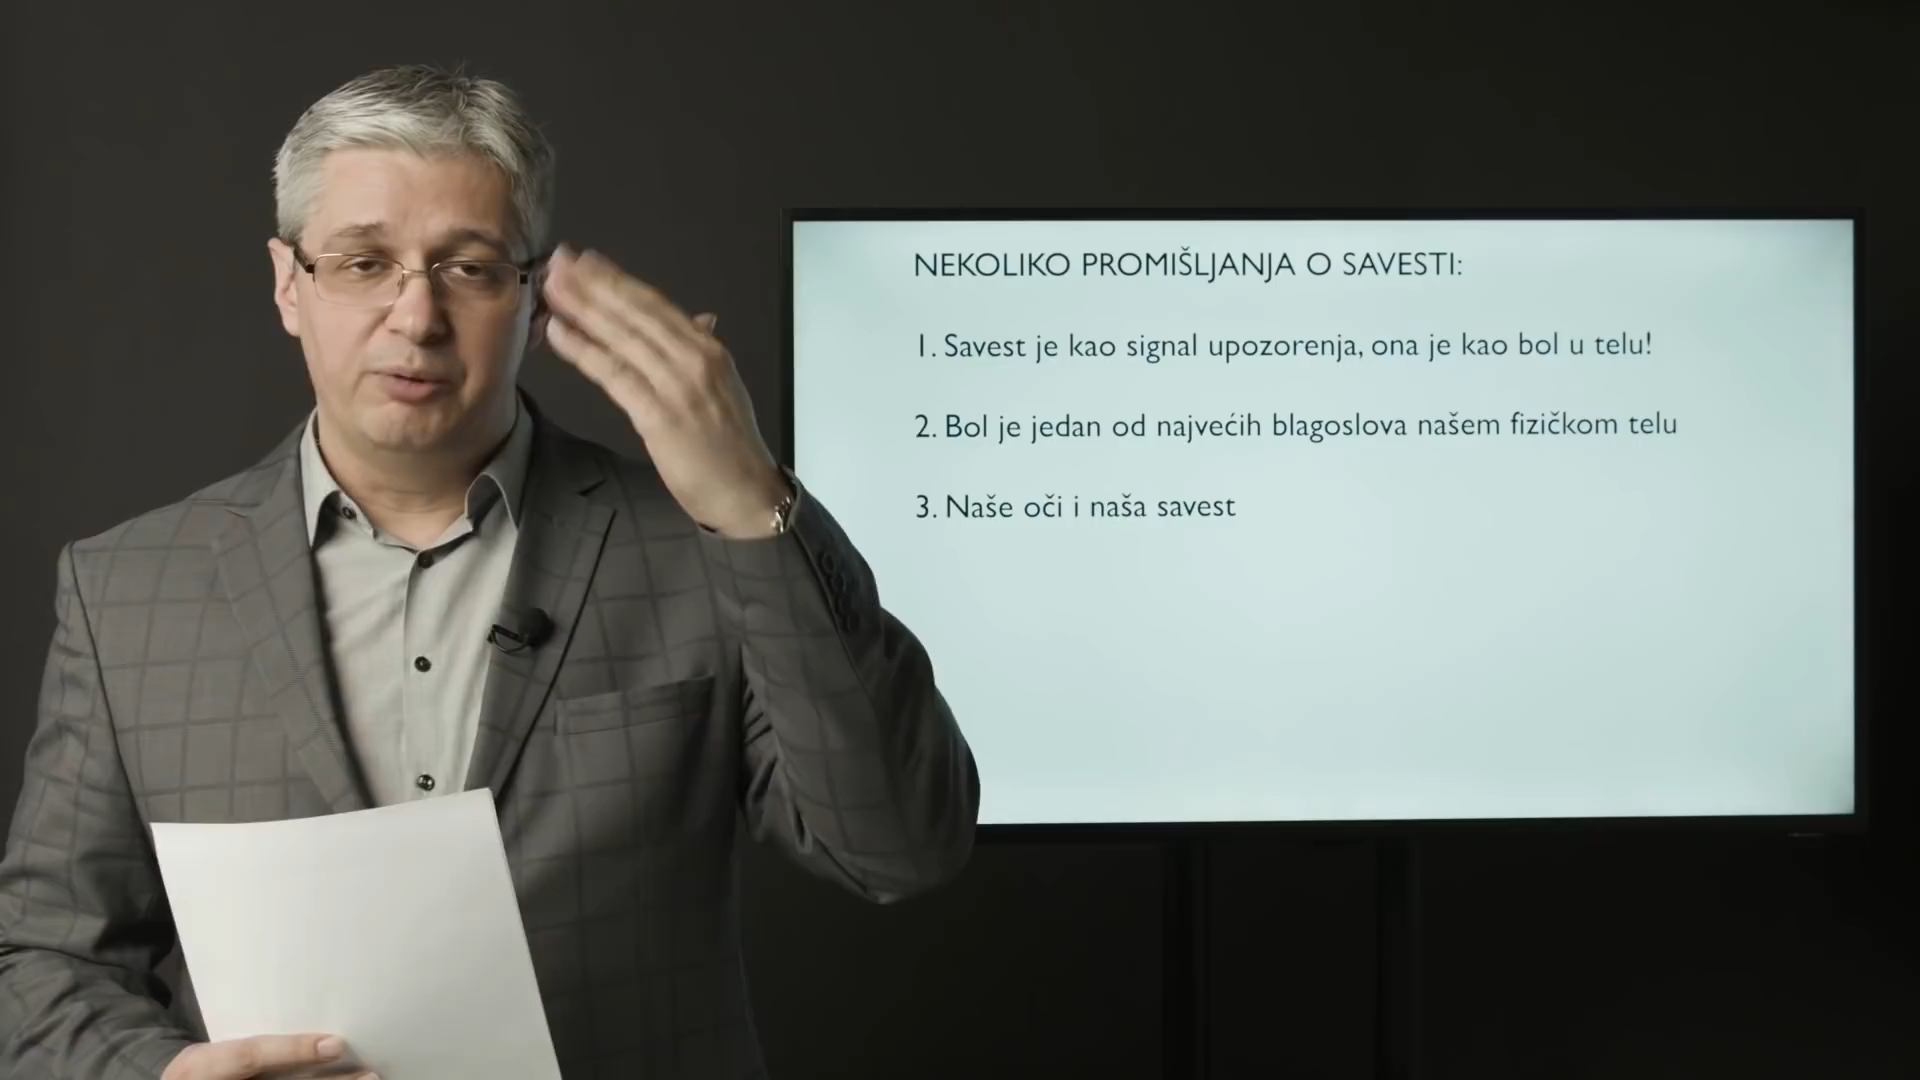 NEKOLIKO PROMIŠLJANJA O SAVESTI:
1. Savest je kao signal upozorenja, ona je kao bol u telu!
2. Bol je jedan od najvećih blagoslova našem fizičkom telu
3. Naše oči i naša savest